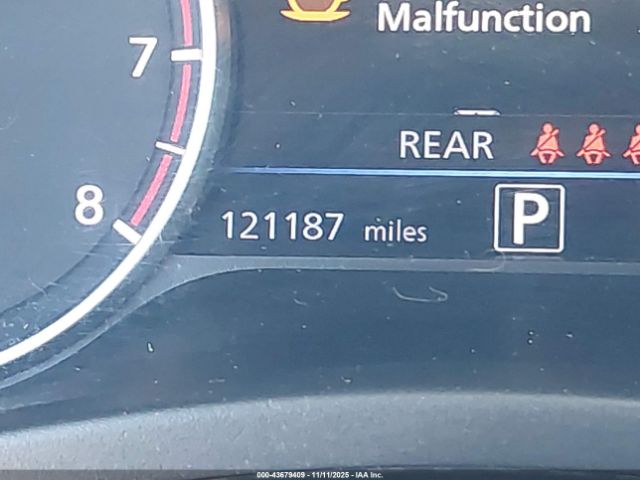 Malfunction
7
REAR
8
121187 miles
P
000-43679409 - 11/11/2025 - IAA Inc.